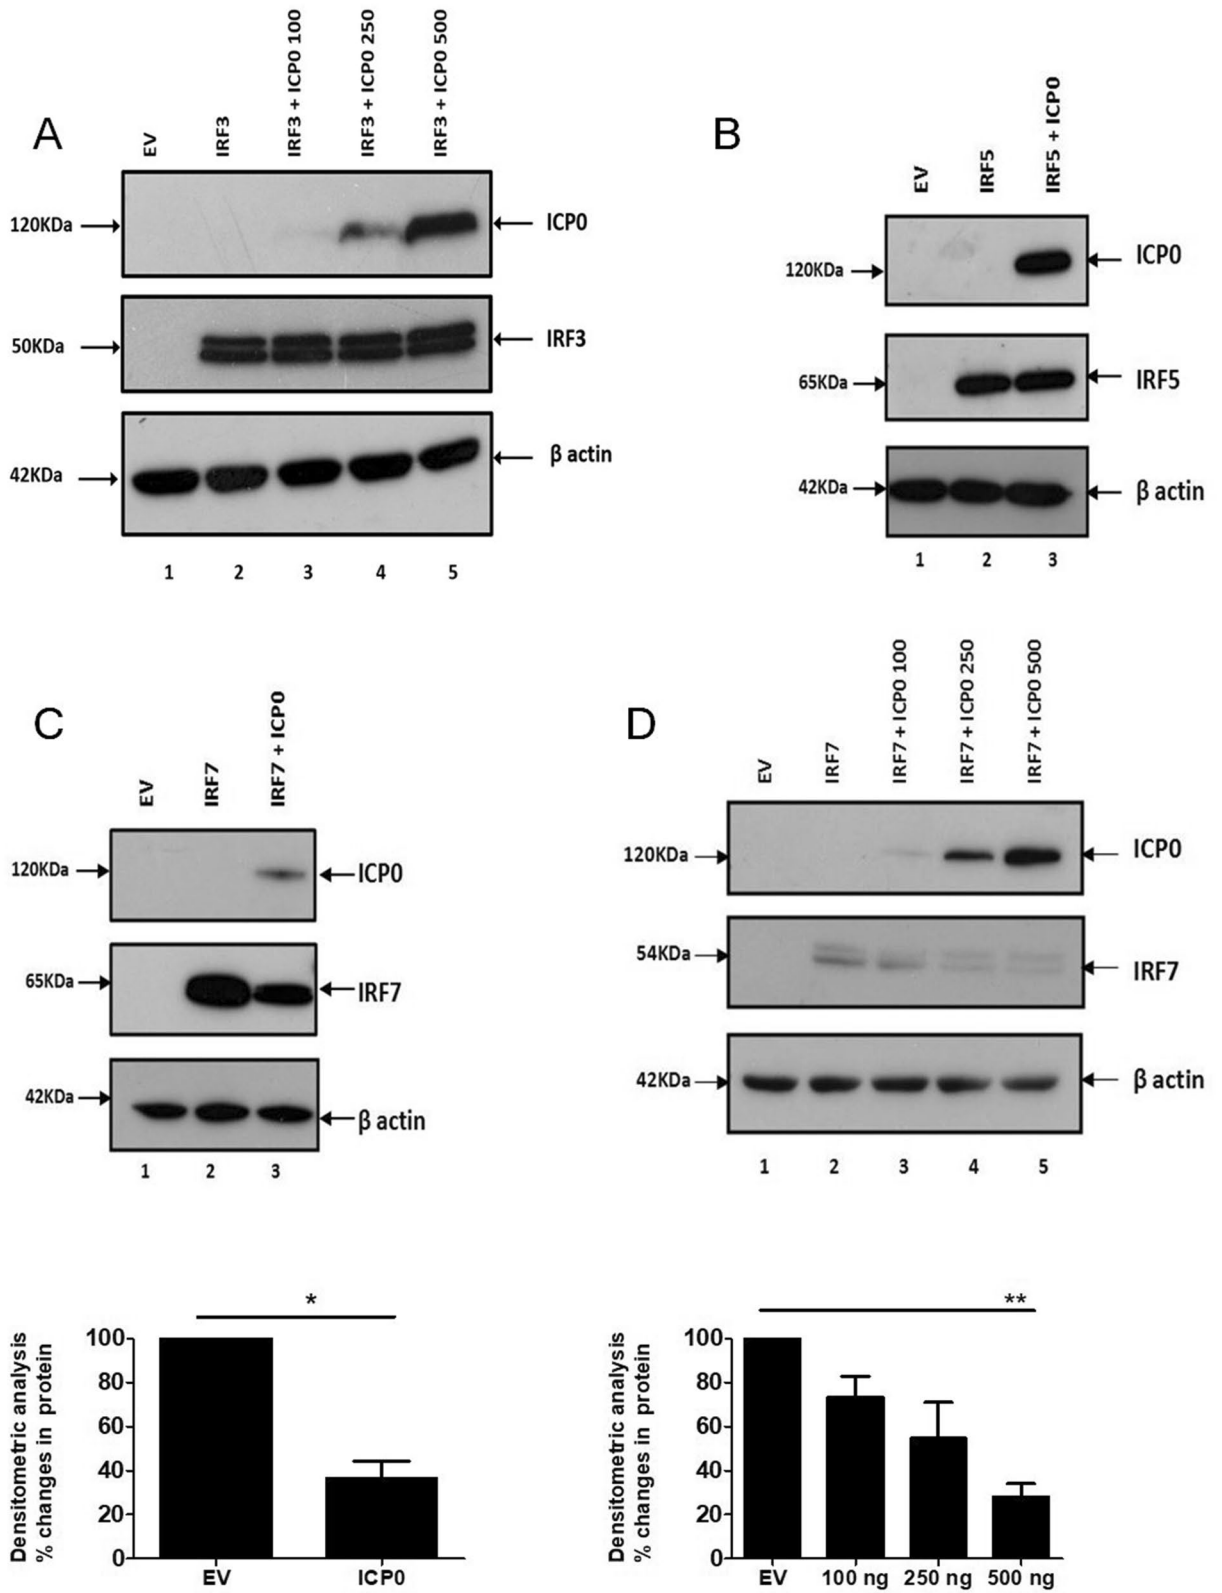 A
EV
IRF3
IRF3 + ICP0 100
IRF3 + ICP0 250
IRF3 + ICP0 500
120KDa
ICP0
50KDa
IRF3
42KDa
β actin
1 2 3 4 5
B
EV
IRF5
IRF5 + ICP0
120KDa
ICP0
65KDa
IRF5
42KDa
β actin
1 2 3
C
EV
IRF7
IRF7 + ICP0
120KDa
ICP0
65KDa
IRF7
42KDa
β actin
1 2 3
Densitometric analysis
% changes in protein
100
80
60
40
20
0
*
EV ICP0
D
EV
IRF7
IRF7 + ICP0 100
IRF7 + ICP0 250
IRF7 + ICP0 500
120KDa
ICP0
54KDa
IRF7
42KDa
β actin
1 2 3 4 5
Densitometric analysis
% changes in protein
100
80
60
40
20
0
**
EV 100 ng 250 ng 500 ng